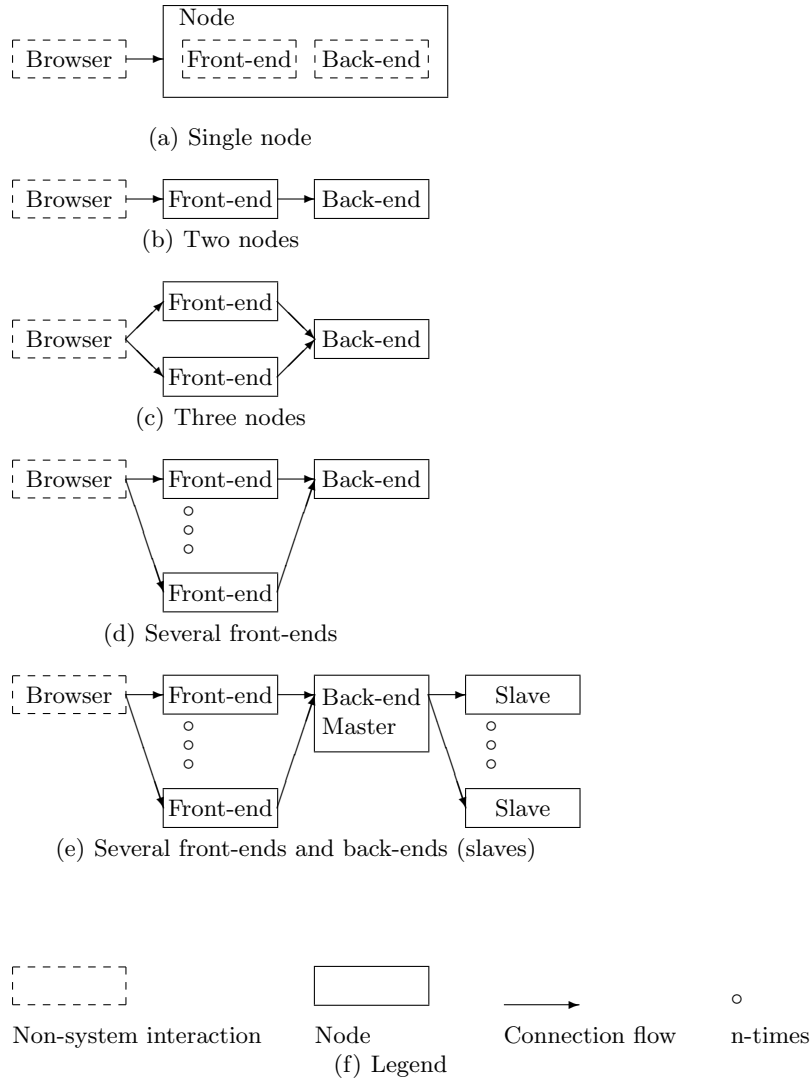 Node
Browser Front-end Back-end
(a) Single node
Browser Front-end Back-end
(b) Two nodes
Front-end
Browser Back-end
Front-end
(c) Three nodes
Browser Front-end Back-end
Front-end
(d) Several front-ends
Browser Front-end Back-end Slave
Master
Front-end Slave
(e) Several front-ends and back-ends (slaves)
Non-system interaction Node Connection flow n-times
(f) Legend